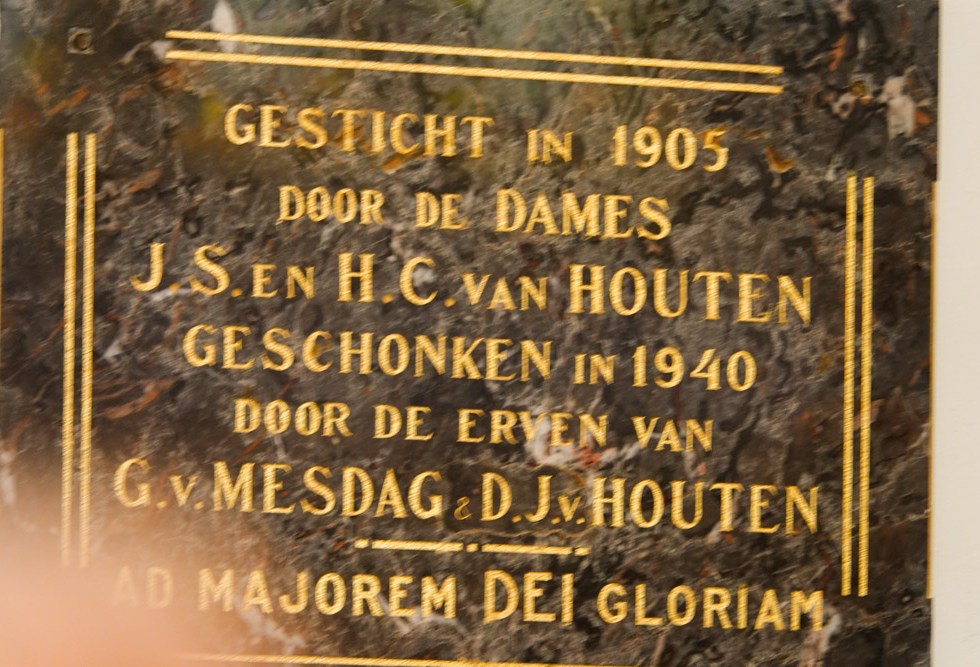 GESTICHT IN 1905
DOOR DE DAMES
J.S. EN H.C. VAN HOUTEN
GESCHONKEN IN 1940
DOOR DE ERVEN VAN
G.v. MESDAG & D.J.v. HOUTEN
AD MAJOREM DEI GLORIAM